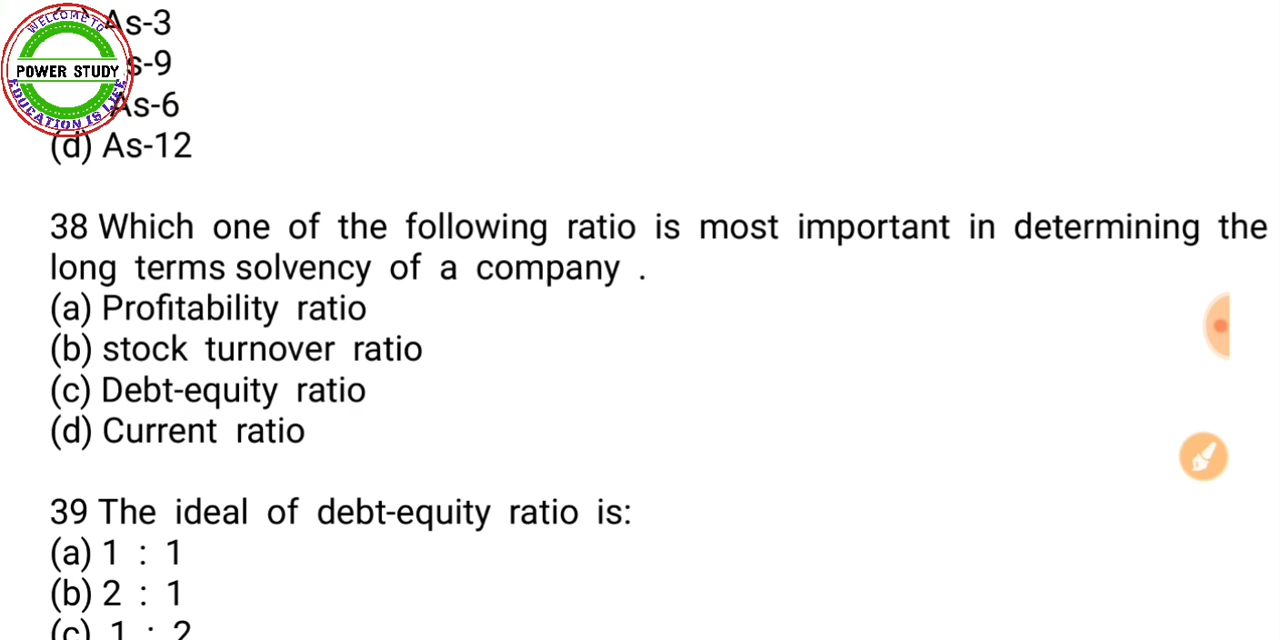 WELCOME TO
POWER STUDY
EDUCATION IS LIFE
As-3
s-9
As-6
(d) As-12
38 Which one of the following ratio is most important in determining the
long terms solvency of a company .
(a) Profitability ratio
(b) stock turnover ratio
(c) Debt-equity ratio
(d) Current ratio
39 The ideal of debt-equity ratio is:
(a) 1 : 1
(b) 2 : 1
(c) 1 : 2